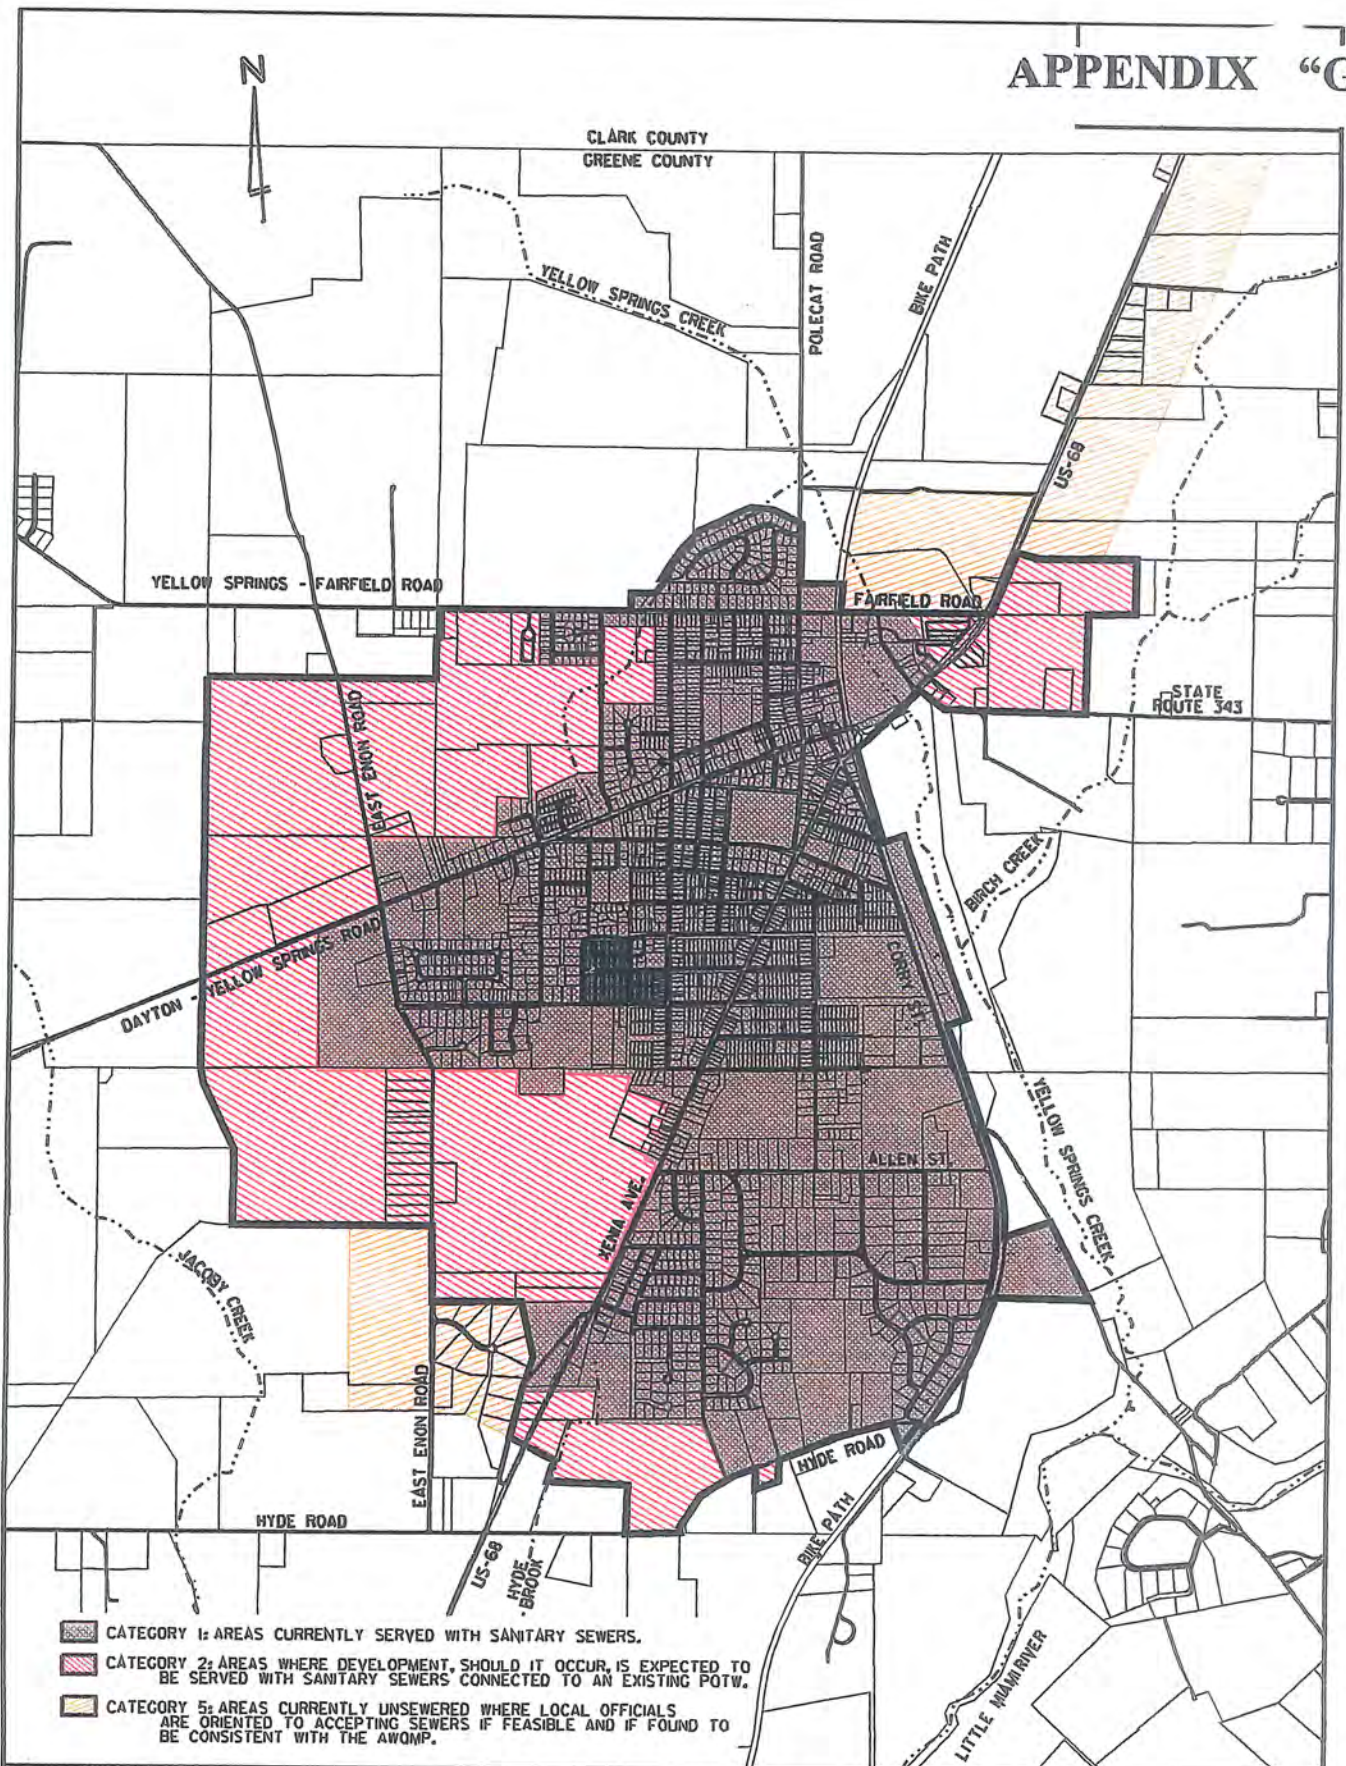 APPENDIX “G
N
CLARK COUNTY
GREENE COUNTY
POLECAT ROAD
BIKE PATH
YELLOW SPRINGS CREEK
US-68
YELLOW SPRINGS - FAIRFIELD ROAD
FAIRFIELD ROAD
STATE
ROUTE 343
EAST ENON ROAD
BIRCH CREEK
DAYTON - YELLOW SPRINGS ROAD
CORRY ST.
YELLOW SPRINGS CREEK
ALLEN ST.
XENIA AVE.
JACOBY CREEK
EAST ENON ROAD
HYDE ROAD
HYDE ROAD
BIKE PATH
US-68
HYDE
BROOK
LITTLE MIAMI RIVER
CATEGORY 1: AREAS CURRENTLY SERVED WITH SANITARY SEWERS.
CATEGORY 2: AREAS WHERE DEVELOPMENT, SHOULD IT OCCUR, IS EXPECTED TO
BE SERVED WITH SANITARY SEWERS CONNECTED TO AN EXISTING POTW.
CATEGORY 5: AREAS CURRENTLY UNSEWERED WHERE LOCAL OFFICIALS
ARE ORIENTED TO ACCEPTING SEWERS IF FEASIBLE AND IF FOUND TO
BE CONSISTENT WITH THE AWQMP.